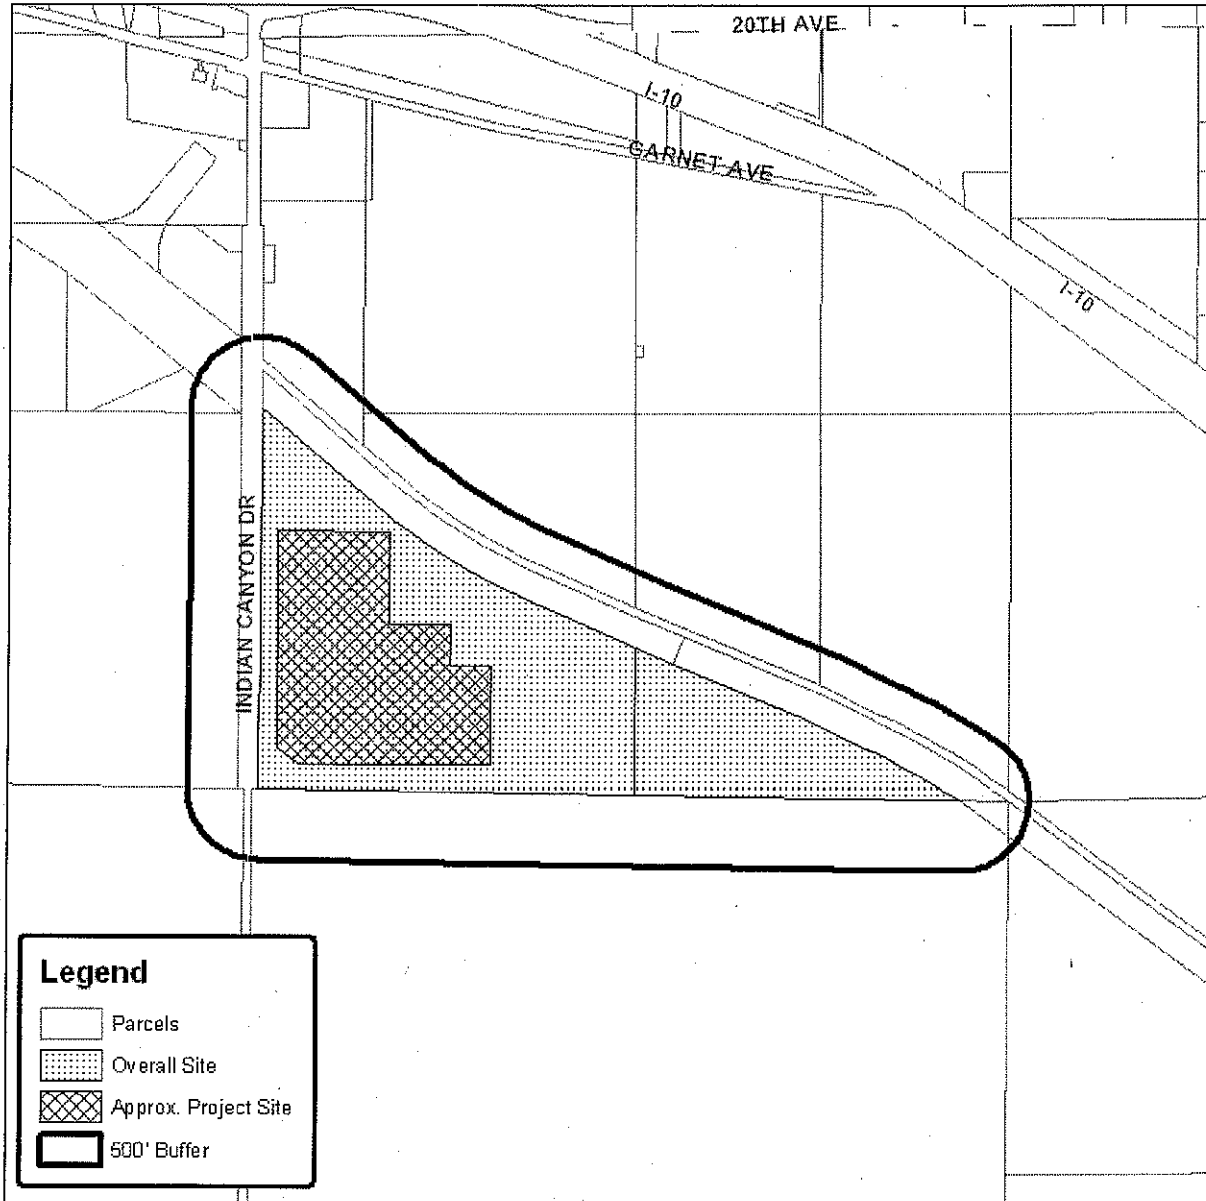 20TH AVE
I-10
GARNET AVE
I-10
INDIAN CANYON DR
Legend
Parcels
Overall Site
Approx. Project Site
500' Buffer